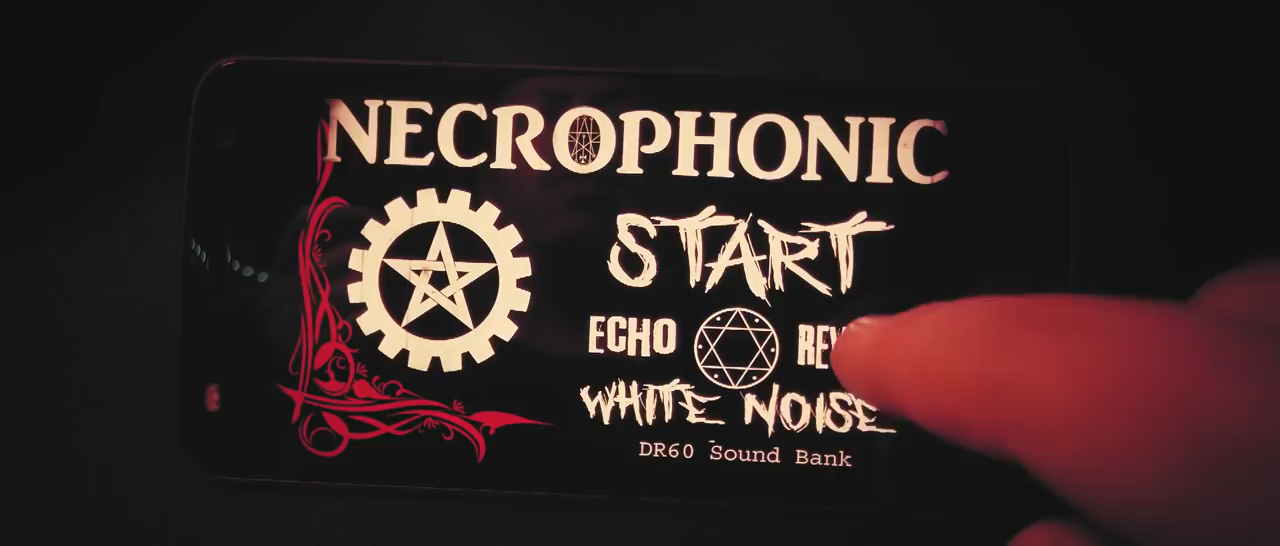 NECROPHONIC
START
ECHO
WHITE NOISE
DR60 Sound Bank